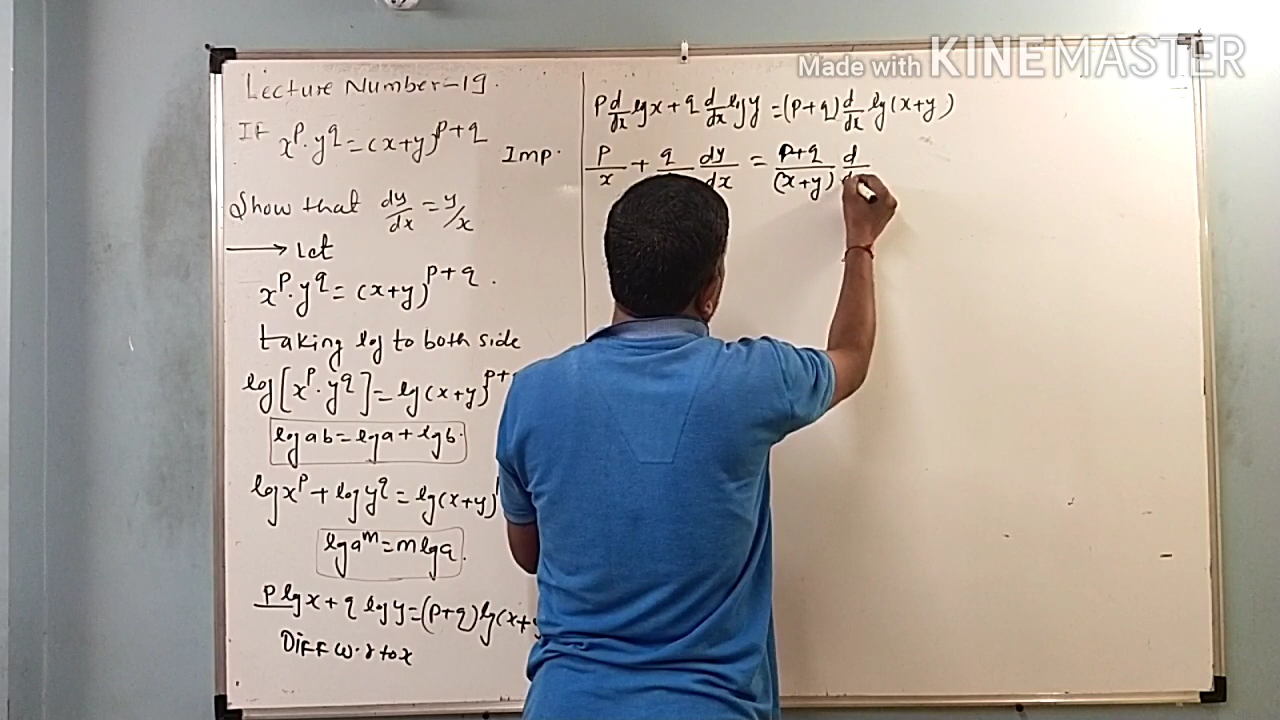 Made with KINEMASTER
Lecture Number-19.
If x^p. y^q = (x+y)^p+q
Imp.
Show that dy/dx = y/x
→ Let
x^p. y^q = (x+y)^p+q.
taking log to both side
log[x^p. y^q] = log(x+y)^p+
log ab = log a + log b.
log x^p + log y^q = log(x+y)
log a^m = m log a.
p log x + q log y = (p+q) log(x+
Diff w.r to x
p d/dx log x + q d/dx log y = (p+q) d/dx log(x+y)
p/x + q dy/dx = p+q/(x+y) d